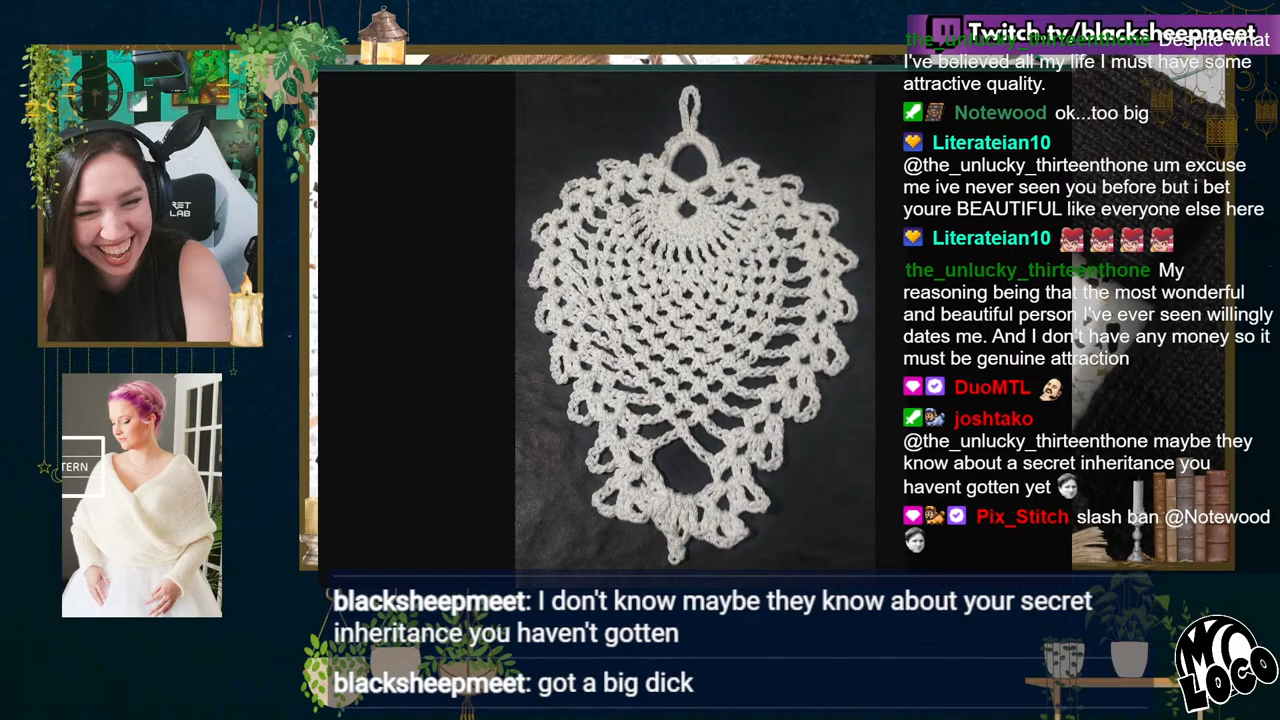 Twitch tv/blacksheepmeet
the_unlucky_thirteenthone Despite what
I've believed all my life I must have some
attractive quality.
Notewood ok...too big
Literateian10
@the_unlucky_thirteenthone um excuse
me ive never seen you before but i bet
youre BEAUTIFUL like everyone else here
Literateian10
the_unlucky_thirteenthone My
reasoning being that the most wonderful
and beautiful person I've ever seen willingly
dates me. And I don't have any money so it
must be genuine attraction
DuoMTL
joshtako
@the_unlucky_thirteenthone maybe they
know about a secret inheritance you
havent gotten yet
Pix_Stitch slash ban @Notewood
RET
LAB
TERN
blacksheepmeet: I don't know maybe they know about your secret
inheritance you haven't gotten
blacksheepmeet: got a big dick
MC
LOCO